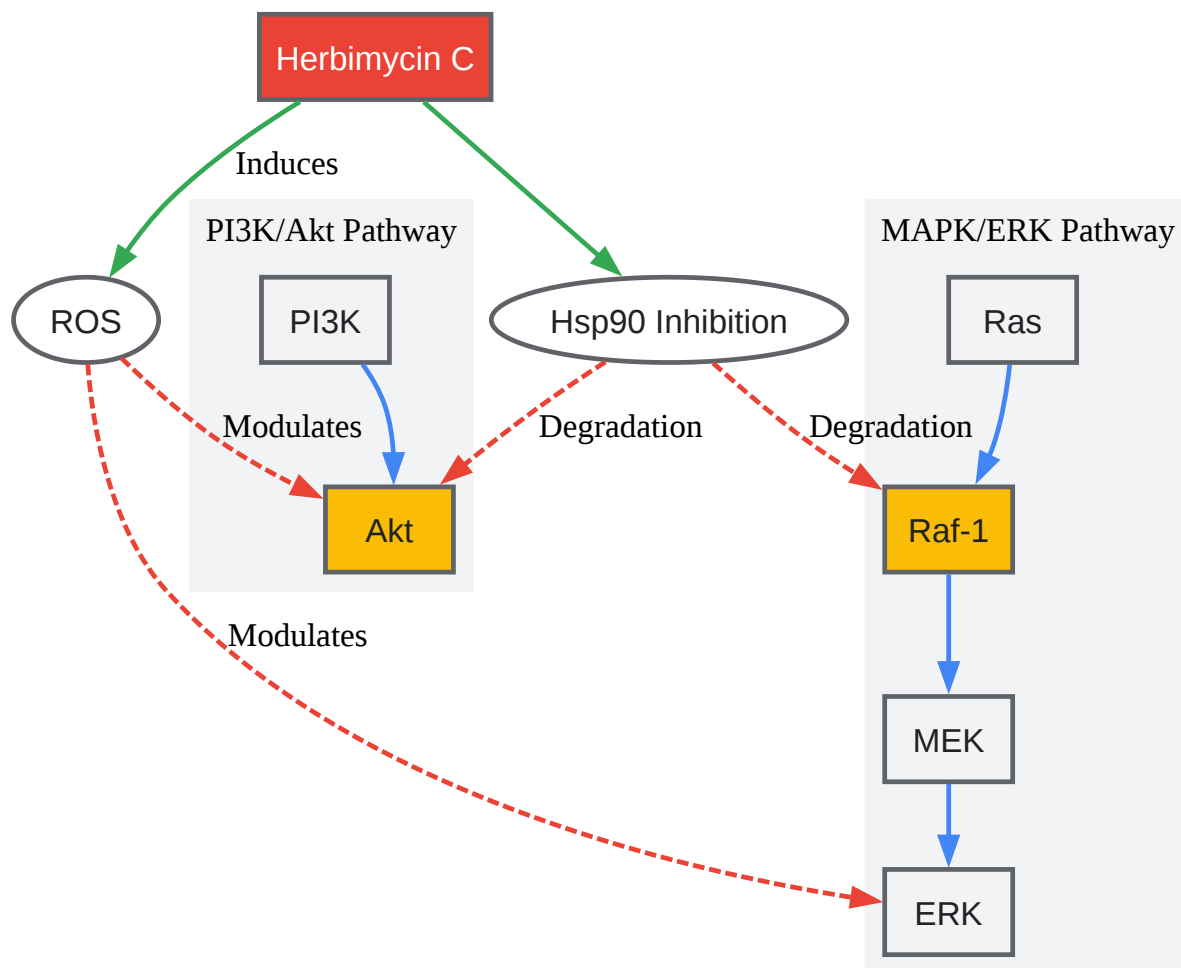 Herbimycin C
Induces
PI3K/Akt Pathway
MAPK/ERK Pathway
ROS
PI3K
Hsp90 Inhibition
Ras
Modulates
Degradation
Degradation
Akt
Raf-1
Modulates
MEK
ERK